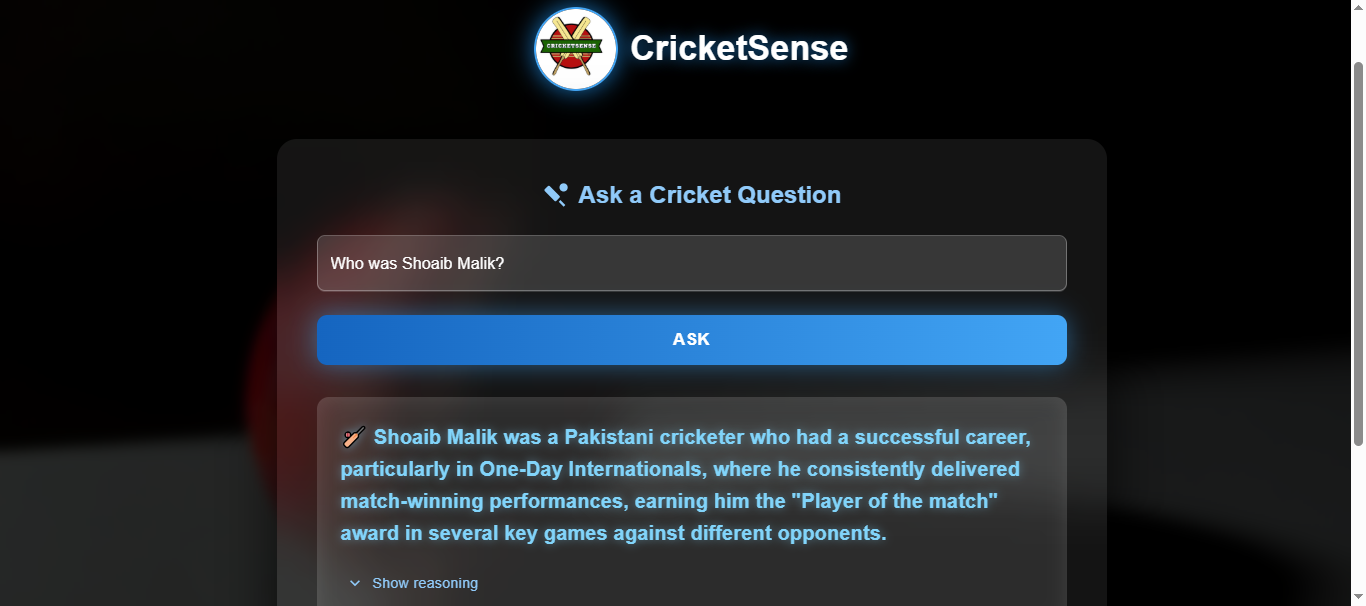 CRICKETSENSE
CricketSense
Ask a Cricket Question
Who was Shoaib Malik?
ASK
Shoaib Malik was a Pakistani cricketer who had a successful career,
particularly in One-Day Internationals, where he consistently delivered
match-winning performances, earning him the "Player of the match"
award in several key games against different opponents.
Show reasoning